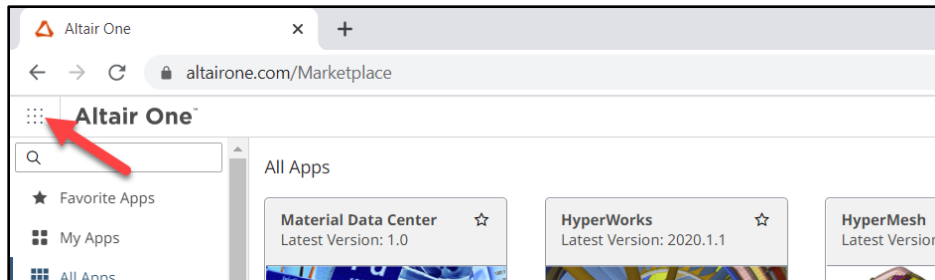 Altair One
altairone.com/Marketplace
Altair One™
All Apps
Favorite Apps
Material Data Center
HyperWorks
HyperMesh
Latest Version: 1.0
Latest Version: 2020.1.1
My Apps
All Apps